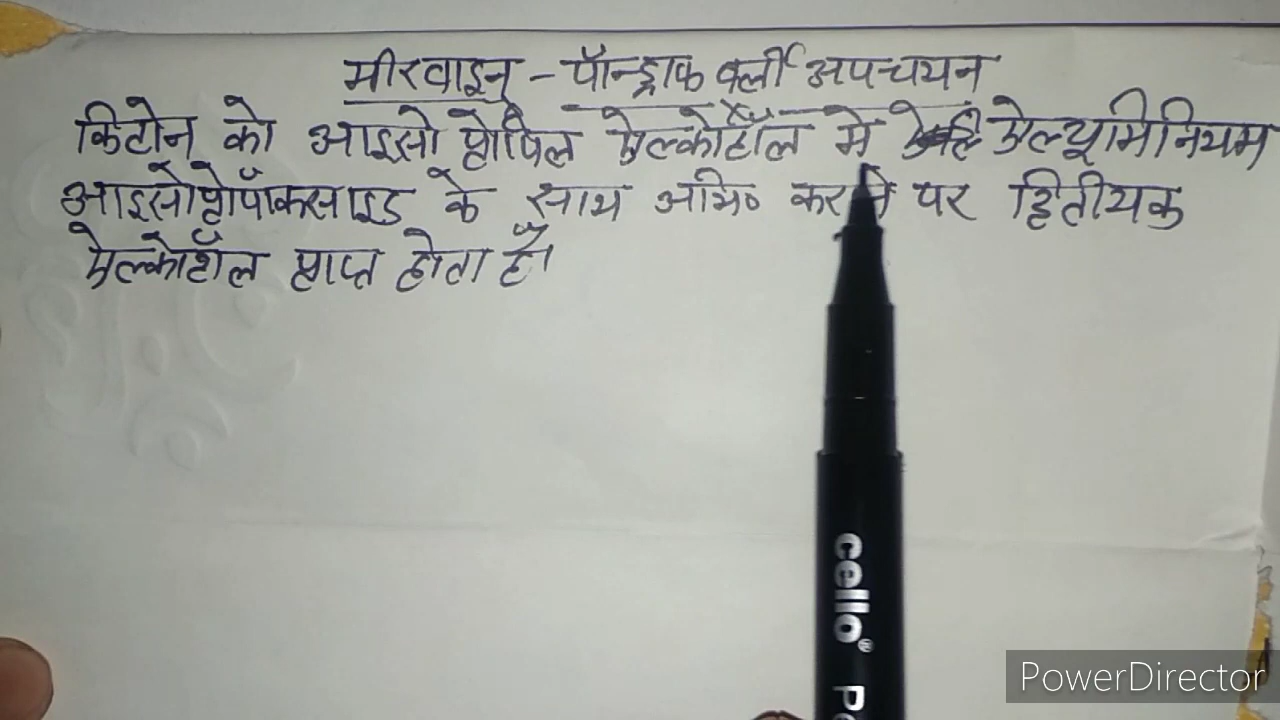 मीरवाइन् - पॉन्ड्राफ वर्ली अपचयन
किटोन् को आइसो प्रोपिल ऐल्कोहॉल में ऐल्यूमिनियम
आइसोप्रोपॉक्साइड के साथ अभि० करने पर द्वितीयक
ऐल्कोहॉल प्राप्त होता है।
cello
PowerDirector